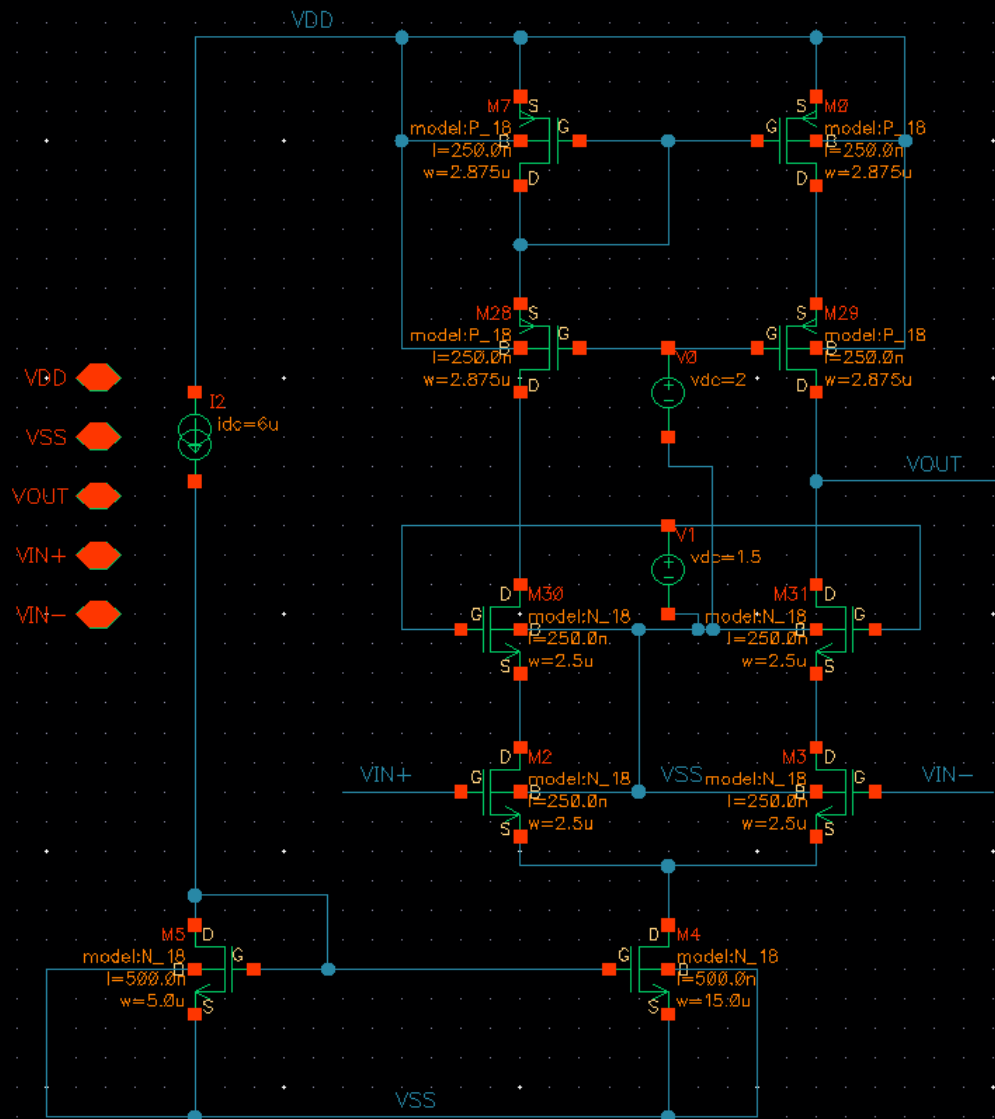 VDD
M7
S
model:P_18
G
B
l=250.0n
w=2.875u
D
M0
S
model:P_18
G
B
l=250.0n
w=2.875u
D
M28
S
model:P_18
G
B
l=250.0n
w=2.875u
D
M29
S
model:P_18
G
B
l=250.0n
w=2.875u
D
V0
vdc=2
VDD
VSS
VOUT
VIN+
VIN-
I2
idc=6u
VOUT
V1
vdc=1.5
D
M30
G
model:N_18
B
l=250.0n
w=2.5u
S
M31
D
model:N_18
G
B
l=250.0n
w=2.5u
S
VIN+
D
M2
G
model:N_18
B
l=250.0n
w=2.5u
S
VSS
M3
D
model:N_18
G
B
l=250.0n
w=2.5u
S
VIN-
M5
D
model:N_18
G
B
l=500.0n
w=5.0u
S
D
M4
G
model:N_18
B
l=500.0n
w=15.0u
S
VSS